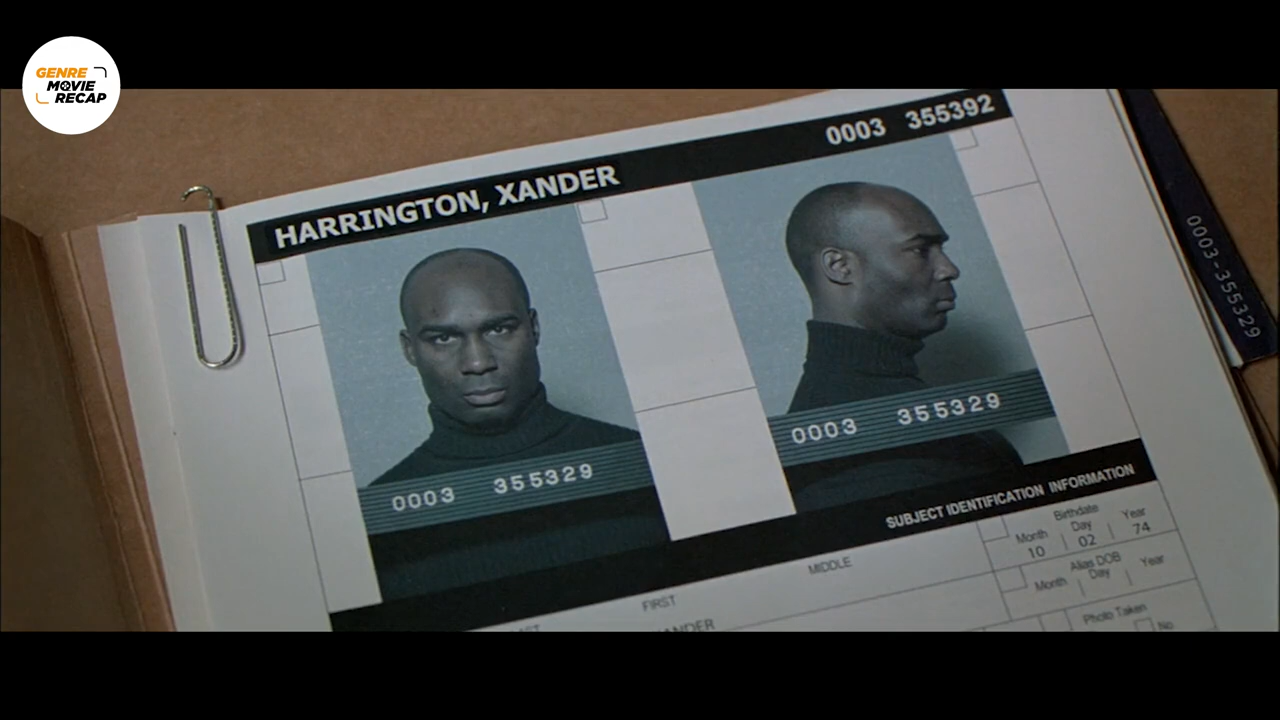 GENRE
MOVIE
RECAP
HARRINGTON, XANDER
0003 355392
0003-355329
0003 355329
0003 355329
SUBJECT IDENTIFICATION INFORMATION
Birthdate
Month Day Year
10 02 74
Alias DOB
Month Day Year
MIDDLE
FIRST
Photo Taken
No